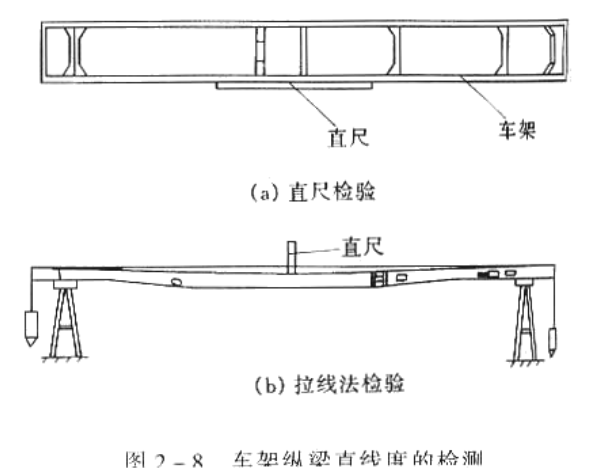 直尺
车架
(a) 直尺检验
直尺
(b) 拉线法检验
图 2-8 车架纵梁直线度的检测